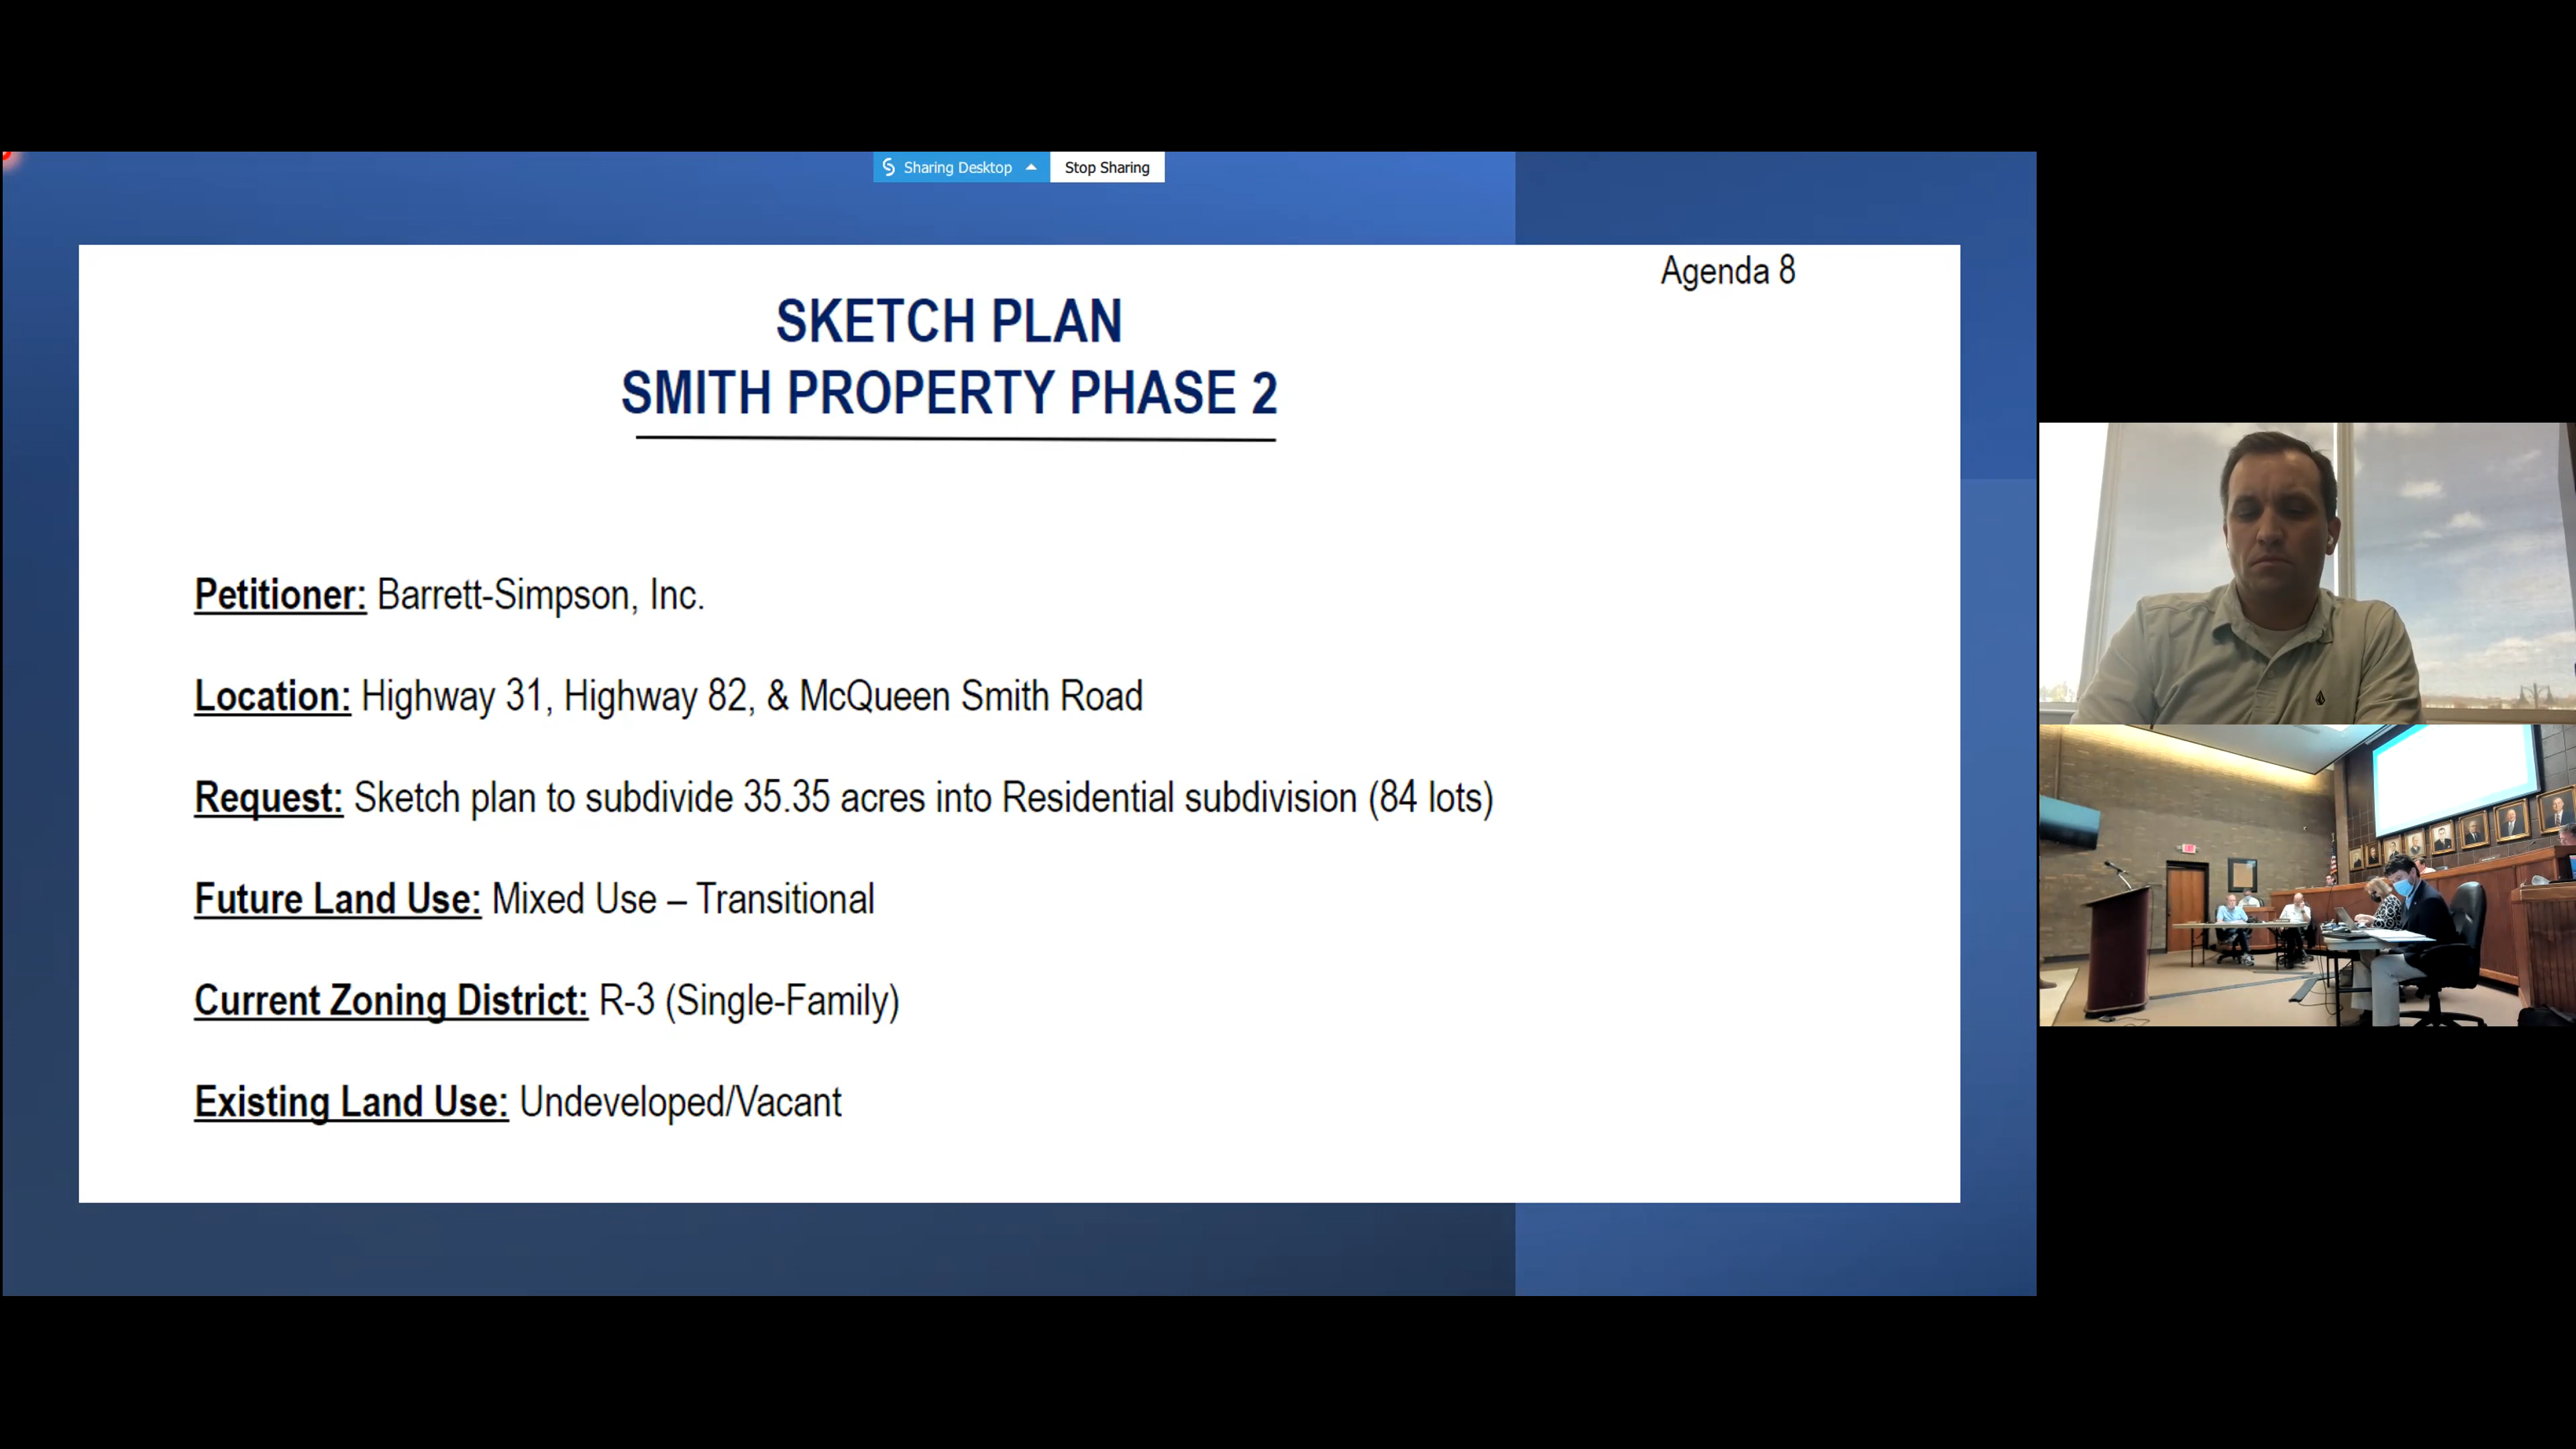 Sharing Desktop
Stop Sharing
Agenda 8
SKETCH PLAN
SMITH PROPERTY PHASE 2
Petitioner: Barrett-Simpson, Inc.
Location: Highway 31, Highway 82, & McQueen Smith Road
Request: Sketch plan to subdivide 35.35 acres into Residential subdivision (84 lots)
Future Land Use: Mixed Use – Transitional
Current Zoning District: R-3 (Single-Family)
Existing Land Use: Undeveloped/Vacant